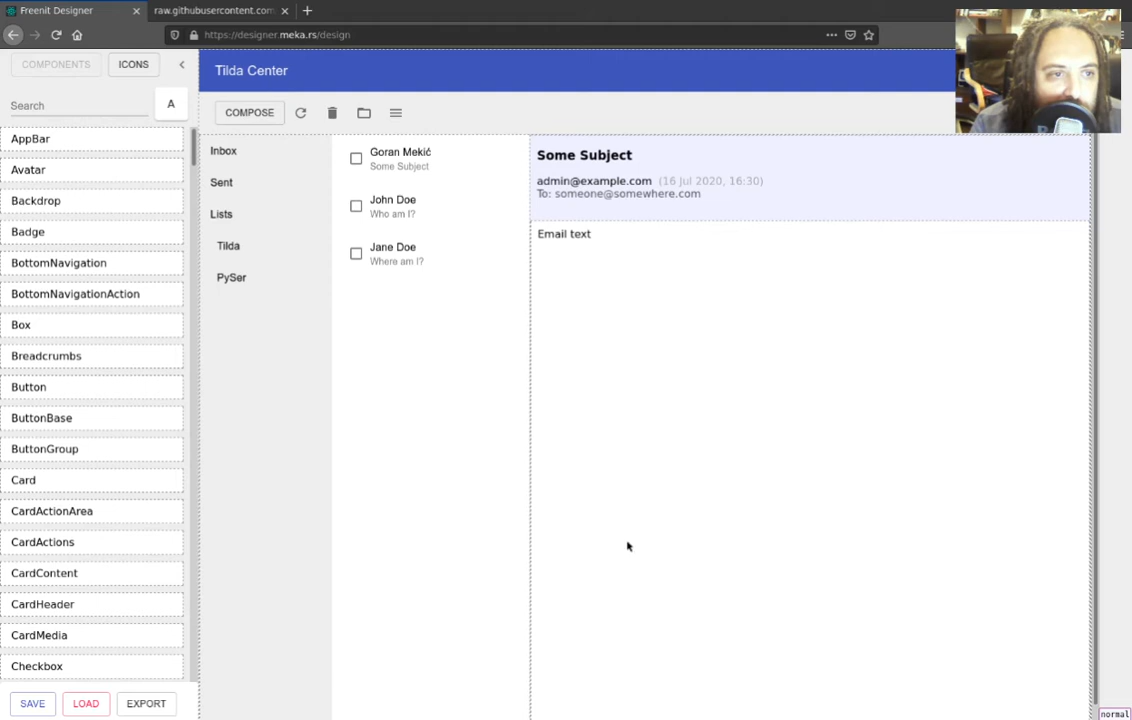 Freenit Designer
raw.githubusercontent.com
https://designer.meka.rs/design
COMPONENTS
ICONS
Search
A
AppBar
Avatar
Backdrop
Badge
BottomNavigation
BottomNavigationAction
Box
Breadcrumbs
Button
ButtonBase
ButtonGroup
Card
CardActionArea
CardActions
CardContent
CardHeader
CardMedia
Checkbox
SAVE
LOAD
EXPORT
Tilda Center
COMPOSE
Inbox
Sent
Lists
Tilda
PySer
Goran Mekić
Some Subject
John Doe
Who am I?
Jane Doe
Where am I?
Some Subject
admin@example.com (16 Jul 2020, 16:30)
To: someone@somewhere.com
Email text
normal